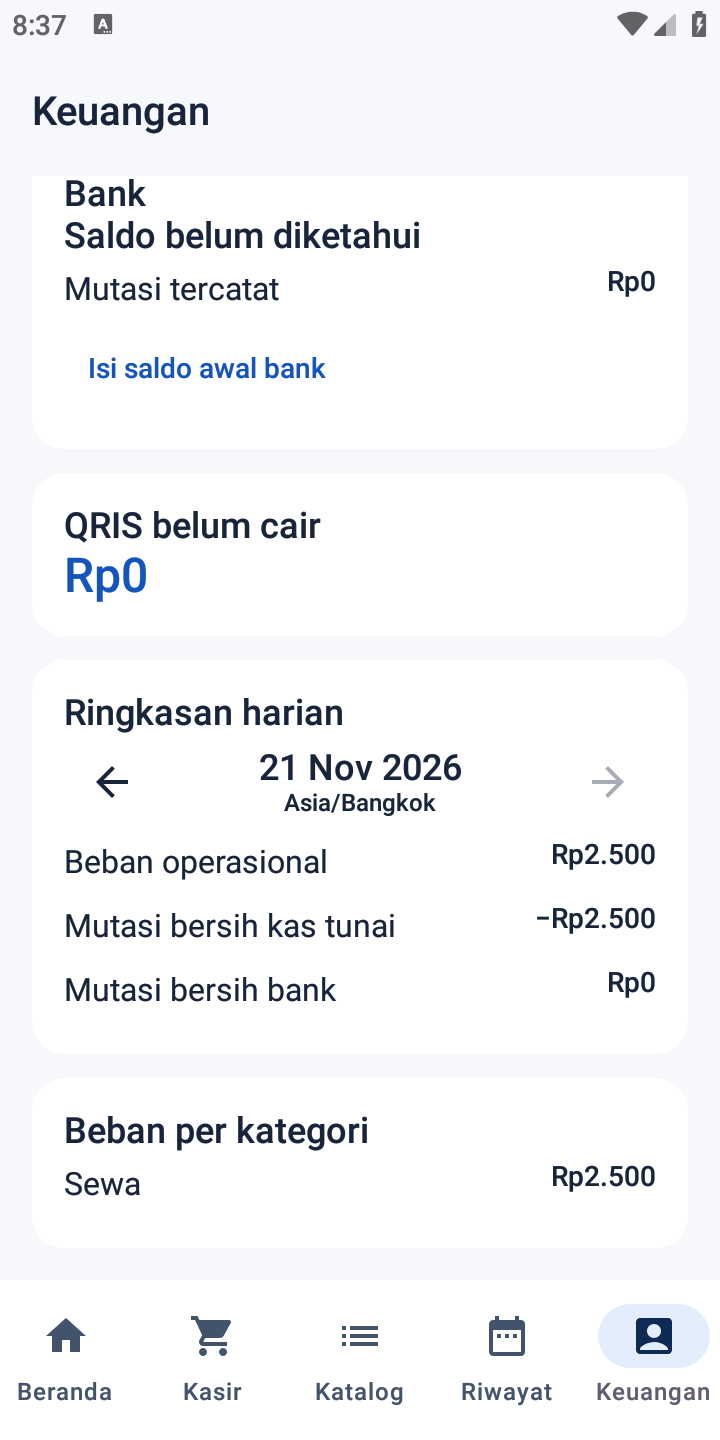 8:37
Keuangan
Bank
Saldo belum diketahui
Mutasi tercatat Rp0
Isi saldo awal bank
QRIS belum cair
Rp0
Ringkasan harian
21 Nov 2026
Asia/Bangkok
Beban operasional Rp2.500
Mutasi bersih kas tunai −Rp2.500
Mutasi bersih bank Rp0
Beban per kategori
Sewa Rp2.500
Beranda Kasir Katalog Riwayat Keuangan